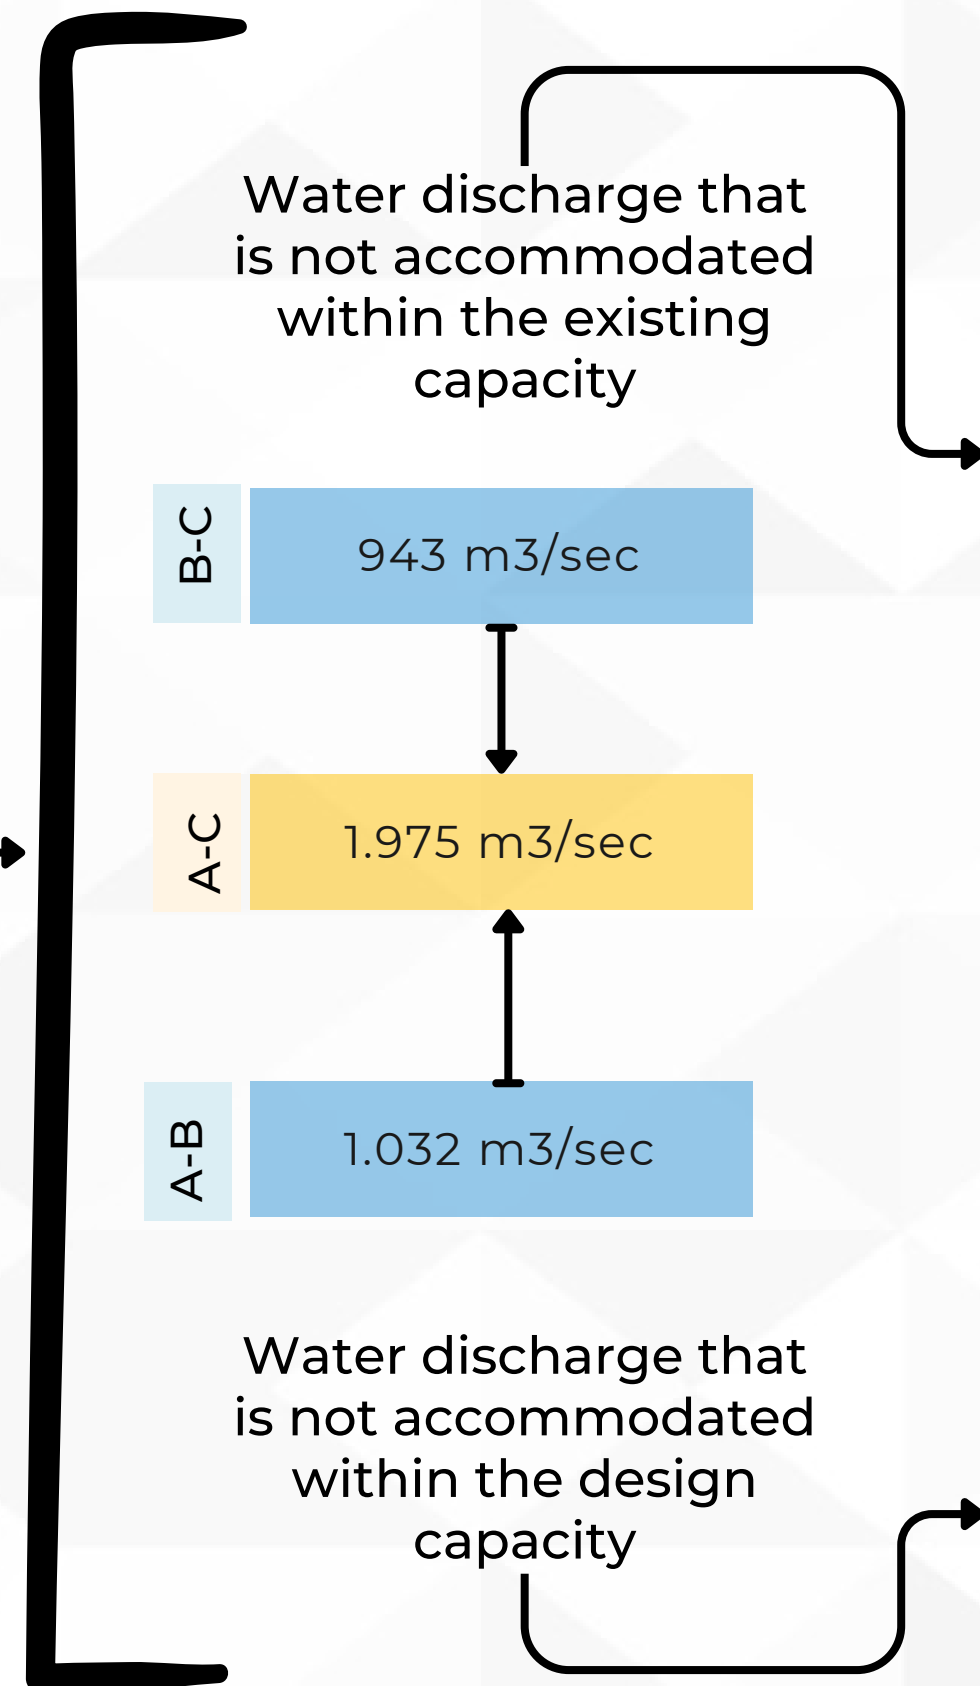 Water discharge that
is not accommodated
within the existing
capacity
B-C
943 m3/sec
A-C
1.975 m3/sec
A-B
1.032 m3/sec
Water discharge that
is not accommodated
within the design
capacity